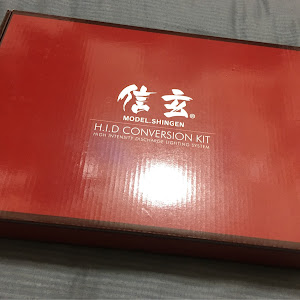 信玄®
MODEL.SHINGEN
H.I.D CONVERSION KIT
HIGH INTENSITY DISCHARGE LIGHTING SYSTEM